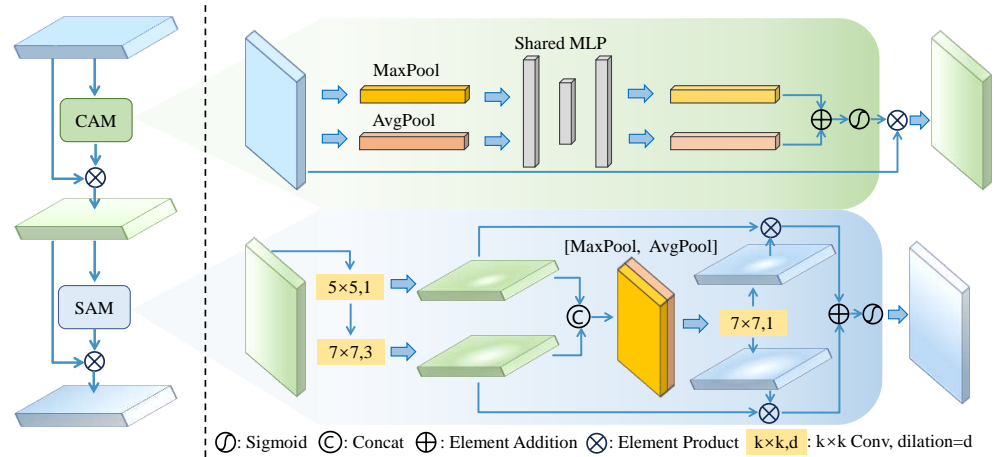 CAM
SAM
Shared MLP
MaxPool
AvgPool
[MaxPool, AvgPool]
5×5,1
7×7,3
C
7×7,1
: Sigmoid
C : Concat
: Element Addition
: Element Product
k×k,d : k×k Conv, dilation=d